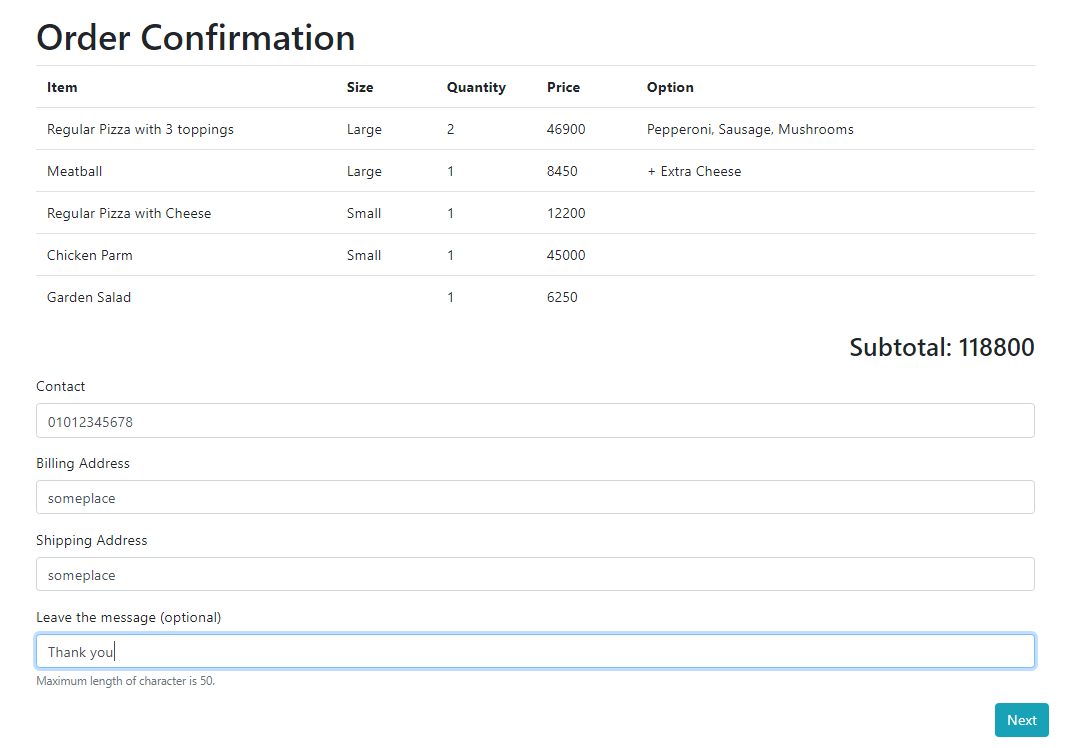 Order Confirmation
Item Size Quantity Price Option
Regular Pizza with 3 toppings Large 2 46900 Pepperoni, Sausage, Mushrooms
Meatball Large 1 8450 + Extra Cheese
Regular Pizza with Cheese Small 1 12200
Chicken Parm Small 1 45000
Garden Salad 1 6250
Subtotal: 118800
Contact
01012345678
Billing Address
someplace
Shipping Address
someplace
Leave the message (optional)
Thank you
Maximum length of character is 50.
Next